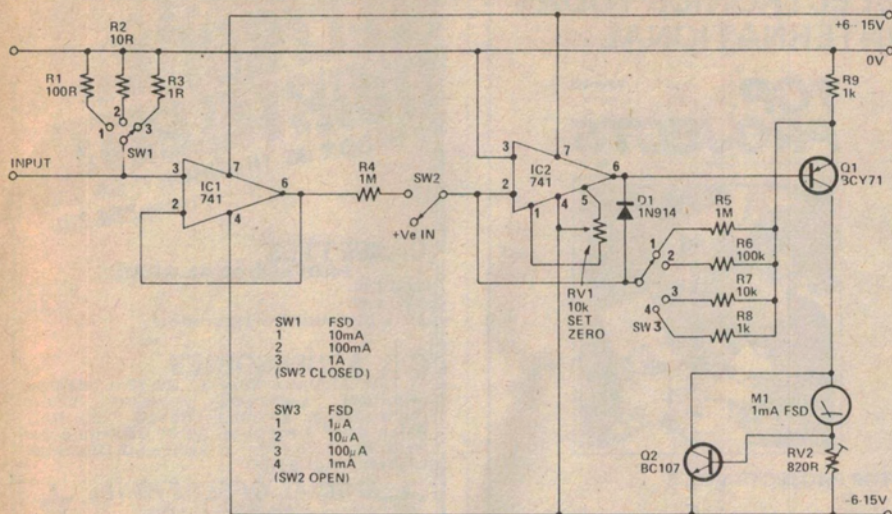 R2
10R
R1
100R
R3
1R
1
2
3
SW1
INPUT
3
2
IC1
741
7
4
6
R4
1M
SW2
+Ve IN
3
2
IC2
741
7
6
5
4
1
D1
1N914
RV1
10k
SET
ZERO
1
2
3
4
SW3
R5
1M
R6
100k
R7
10k
R8
1k
+6-15V
0V
R9
1k
Q1
BCY71
SW1 FSD
1 10mA
2 100mA
3 1A
(SW2 CLOSED)
SW3 FSD
1 1μA
2 10μA
3 100μA
4 1mA
(SW2 OPEN)
M1
1mA FSD
Q2
BC107
RV2
820R
-6-15V